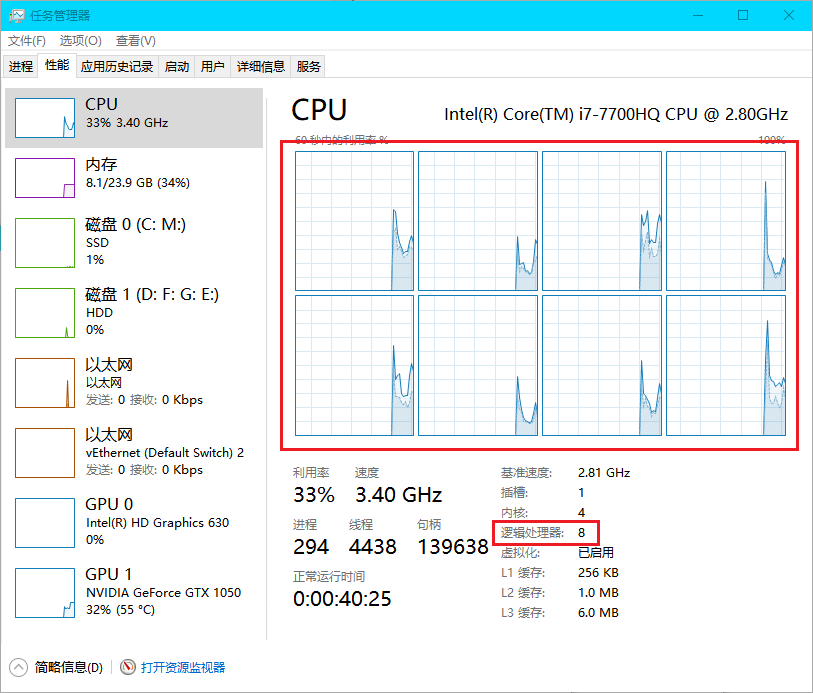 任务管理器
文件(F) 选项(O) 查看(V)
进程 性能 应用历史记录 启动 用户 详细信息 服务
CPU
33% 3.40 GHz
内存
8.1/23.9 GB (34%)
磁盘 0 (C: M:)
SSD
1%
磁盘 1 (D: F: G: E:)
HDD
0%
以太网
以太网
发送: 0 接收: 0 Kbps
以太网
vEthernet (Default Switch) 2
发送: 0 接收: 0 Kbps
GPU 0
Intel(R) HD Graphics 630
0%
GPU 1
NVIDIA GeForce GTX 1050
32% (55 °C)
CPU Intel(R) Core(TM) i7-7700HQ CPU @ 2.80GHz
60 秒内的利用率 % 100%
利用率 速度
33% 3.40 GHz
进程 线程 句柄
294 4438 139638
正常运行时间
0:00:40:25
基准速度: 2.81 GHz
插槽: 1
内核: 4
逻辑处理器: 8
虚拟化: 已启用
L1 缓存: 256 KB
L2 缓存: 1.0 MB
L3 缓存: 6.0 MB
简略信息(D) 打开资源监视器